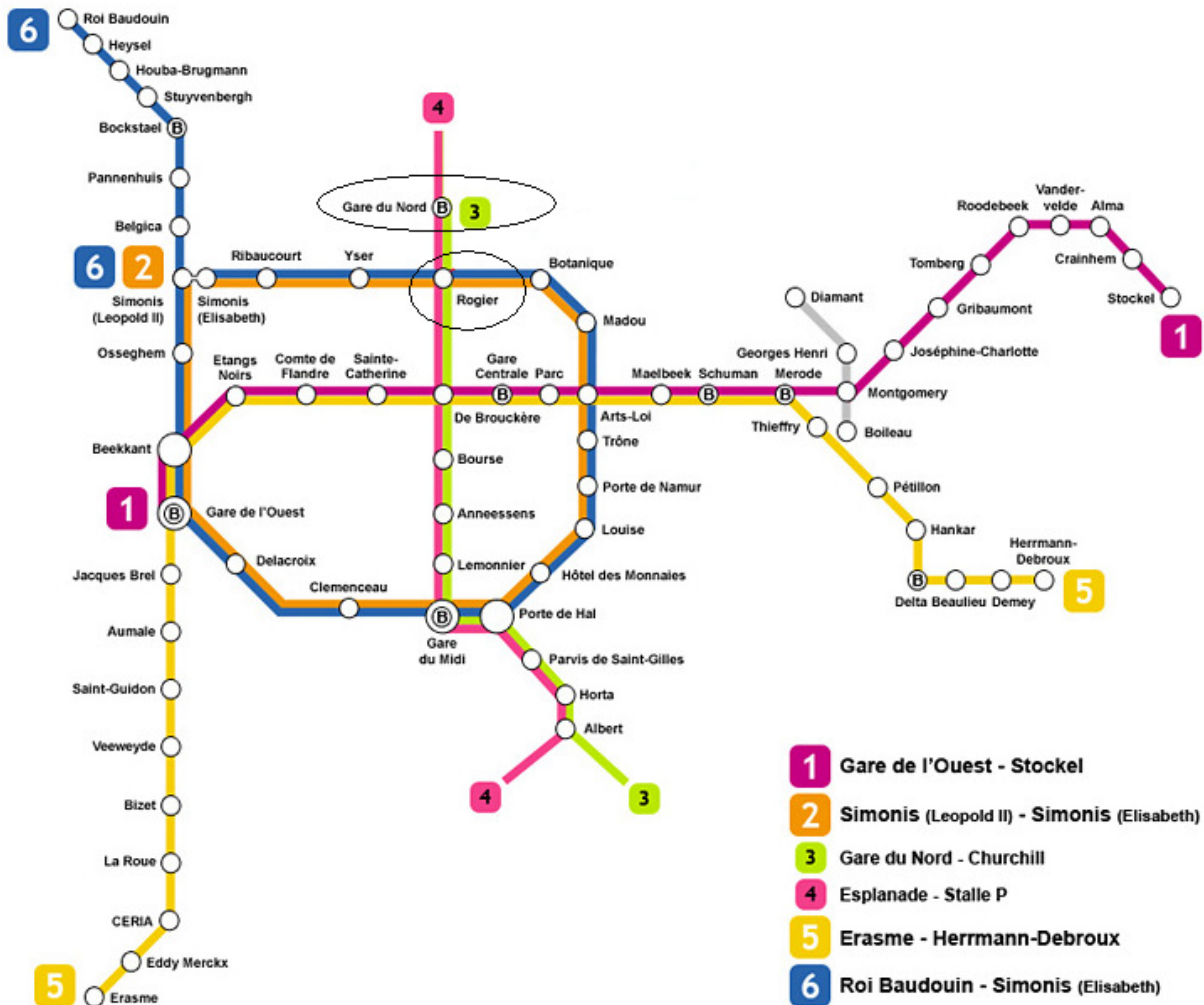 6
Roi Baudouin
Heysel
Houba-Brugmann
Stuyvenbergh
Bockstael
B
Pannenhuis
Belgica
6
2
Simonis
(Leopold II)
Simonis
(Elisabeth)
Ribaucourt
Yser
4
Gare du Nord
B
3
Rogier
Botanique
Madou
Osseghem
Etangs
Noirs
Comte de
Flandre
Sainte-
Catherine
De Brouckère
Gare
Centrale
B
Parc
Arts-Loi
Maelbeek
Schuman
B
Merode
B
Diamant
Georges Henri
Montgomery
Boileau
Joséphine-Charlotte
Gribaumont
Tomberg
Roodebeek
Vander-
velde
Alma
Crainhem
Stockel
1
Beekkant
1
B
Gare de l'Ouest
Delacroix
Clemenceau
Bourse
Anneessens
Lemonnier
B
Gare
du Midi
Porte de Hal
Hôtel des Monnaies
Louise
Porte de Namur
Trône
Thieffry
Pétillon
Hankar
B
Delta
Beaulieu
Demey
Herrmann-
Debroux
5
Parvis de Saint-Gilles
Horta
Albert
4
3
Jacques Brel
Aumale
Saint-Guidon
Veeweyde
Bizet
La Roue
CERIA
Eddy Merckx
5
Erasme
1 Gare de l'Ouest - Stockel
2 Simonis (Leopold II) - Simonis (Elisabeth)
3 Gare du Nord - Churchill
4 Esplanade - Stalle P
5 Erasme - Herrmann-Debroux
6 Roi Baudouin - Simonis (Elisabeth)